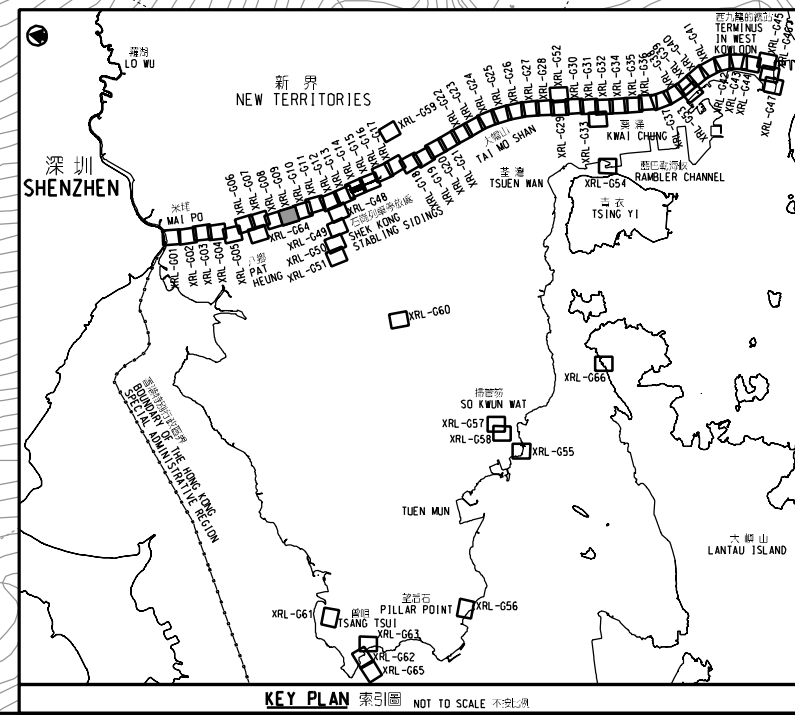 羅湖
LO WU
新 界
NEW TERRITORIES
深 圳
SHENZHEN
米埔
MAI PO
XRL-G01
XRL-G02
XRL-G03
XRL-G04
XRL-G05
XRL-G06
XRL-G07
XRL-G08
XRL-G09
XRL-G10
XRL-G11
XRL-G12
XRL-G13
XRL-G14
XRL-G15
XRL-G16
XRL-G17
XRL-G59
XRL-G22
XRL-G23
XRL-G24
XRL-G25
XRL-G26
XRL-G27
XRL-G28
XRL-G52
XRL-G30
XRL-G31
XRL-G32
XRL-G34
XRL-G35
XRL-G36
XRL-G39
XRL-G40
XRL-G41
西九龍的總站
TERMINUS
IN WEST
KOWLOON
XRL-G45
XRL-G42
XRL-G43
XRL-G44
XRL-G47
XRL-G64
八鄉
PAT
HEUNG
XRL-G48
XRL-G49
XRL-G50
XRL-G51
石崗列車停放處
SHEK KONG
STABLING SIDINGS
XRL-G18
XRL-G19
XRL-G20
XRL-G21
大帽山
TAI MO SHAN
荃 灣
TSUEN WAN
XRL-G29
XRL-G33
葵 涌
KWAI CHUNG
藍巴勒海峽
RAMBLER CHANNEL
XRL-G54
青 衣
TSING YI
XRL-G60
XRL-G66
香港特別行政區界
BOUNDARY OF THE HONG KONG
SPECIAL ADMINISTRATIVE REGION
掃管笏
SO KWUN WAT
XRL-G57
XRL-G58
XRL-G55
TUEN MUN
大 嶼 山
LANTAU ISLAND
望后石
PILLAR POINT
XRL-G56
XRL-G61
曾咀
TSANG TSUI
XRL-G63
XRL-G62
XRL-G65
KEY PLAN 索引圖 NOT TO SCALE 不按比例